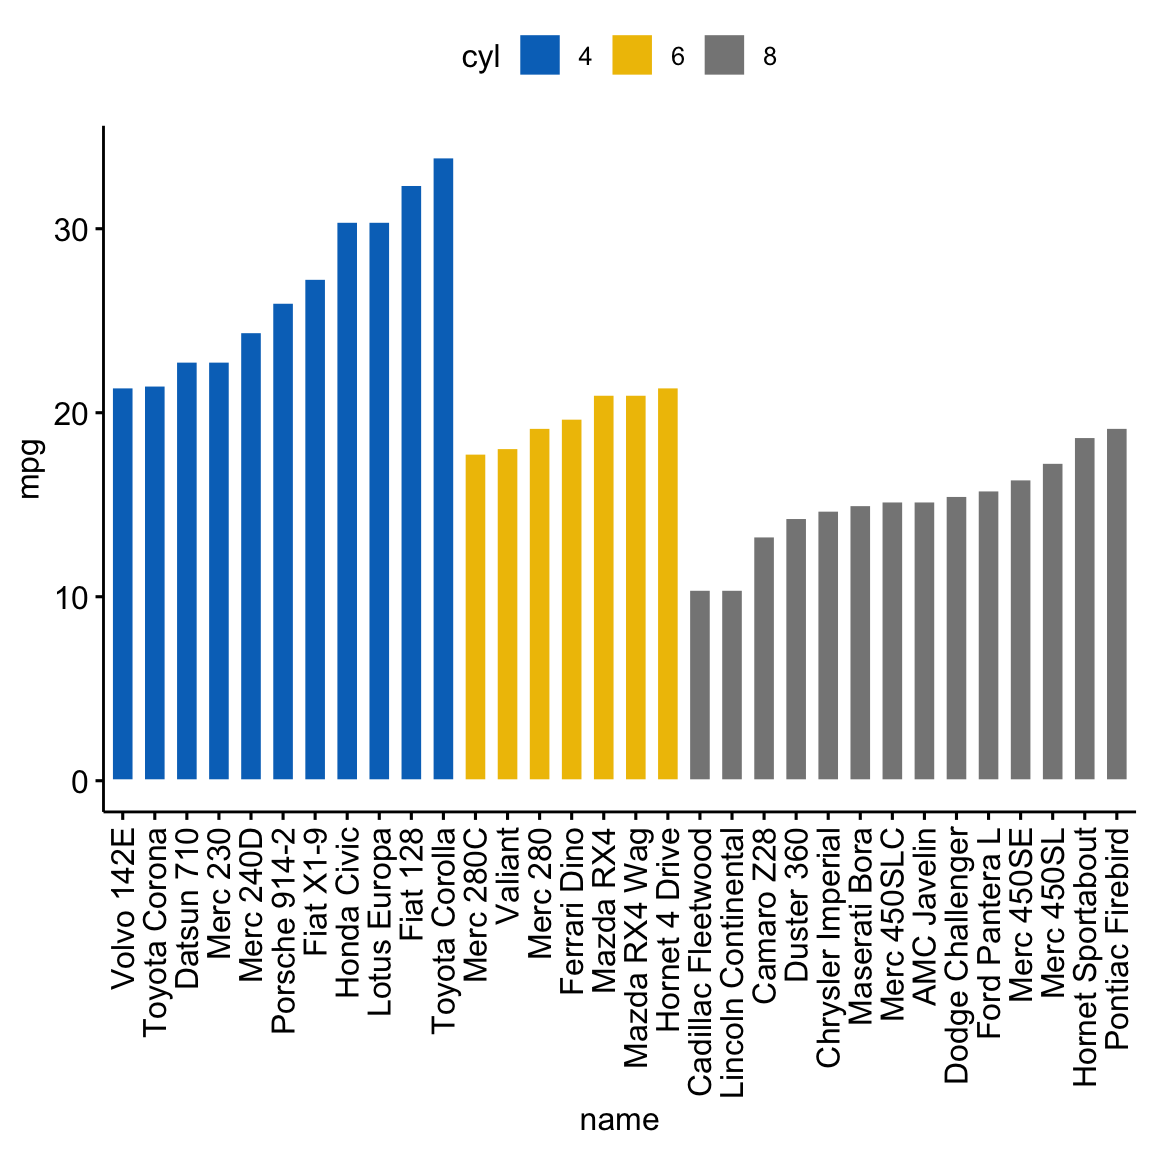 cyl 4 6 8
mpg
30
20
10
0
Volvo 142E
Toyota Corona
Datsun 710
Merc 230
Merc 240D
Porsche 914-2
Fiat X1-9
Honda Civic
Lotus Europa
Fiat 128
Toyota Corolla
Merc 280C
Valiant
Merc 280
Ferrari Dino
Mazda RX4
Mazda RX4 Wag
Hornet 4 Drive
Cadillac Fleetwood
Lincoln Continental
Camaro Z28
Duster 360
Chrysler Imperial
Maserati Bora
Merc 450SLC
AMC Javelin
Dodge Challenger
Ford Pantera L
Merc 450SE
Merc 450SL
Hornet Sportabout
Pontiac Firebird
name